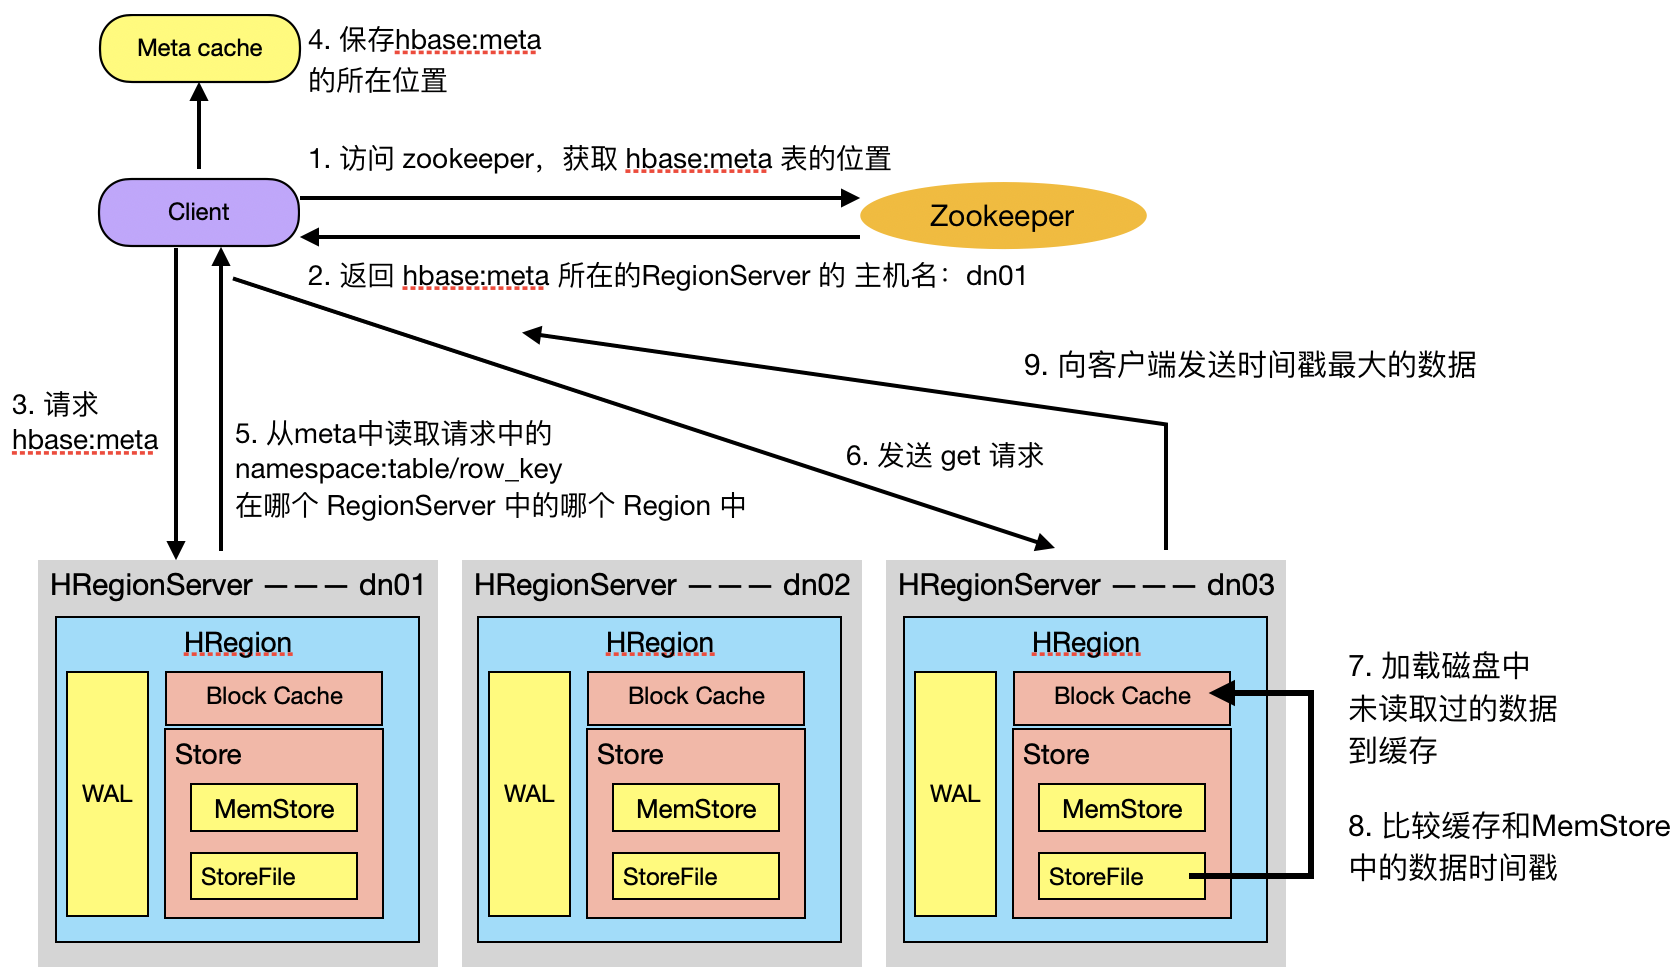 Meta cache
4. 保存hbase:meta
的所在位置
1. 访问 zookeeper，获取 hbase:meta 表的位置
Client
Zookeeper
2. 返回 hbase:meta 所在的RegionServer 的 主机名：dn01
9. 向客户端发送时间戳最大的数据
3. 请求
hbase:meta
5. 从meta中读取请求中的
namespace:table/row_key
在哪个 RegionServer 中的哪个 Region 中
6. 发送 get 请求
HRegionServer ——— dn01
HRegion
WAL
Block Cache
Store
MemStore
StoreFile
HRegionServer ——— dn02
HRegion
WAL
Block Cache
Store
MemStore
StoreFile
HRegionServer ——— dn03
HRegion
WAL
Block Cache
Store
MemStore
StoreFile
7. 加载磁盘中
未读取过的数据
到缓存
8. 比较缓存和MemStore
中的数据时间戳